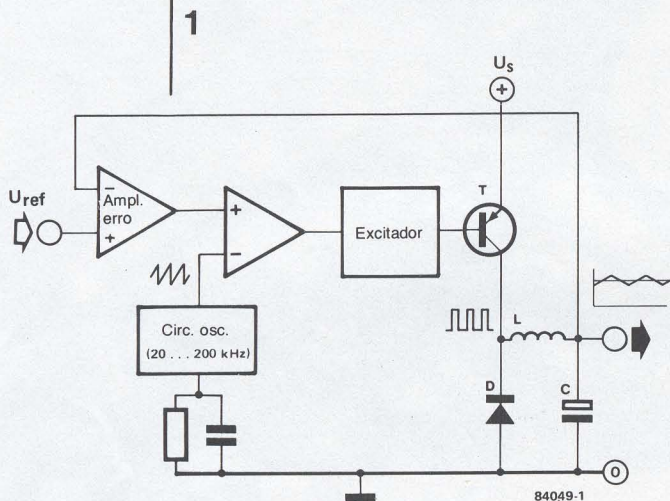 1
Us
+
Uref
−
Ampl.
erro
+
+
−
Excitador
T
Circ. osc.
(20 . . . 200 kHz)
L
D
C
0
84049-1